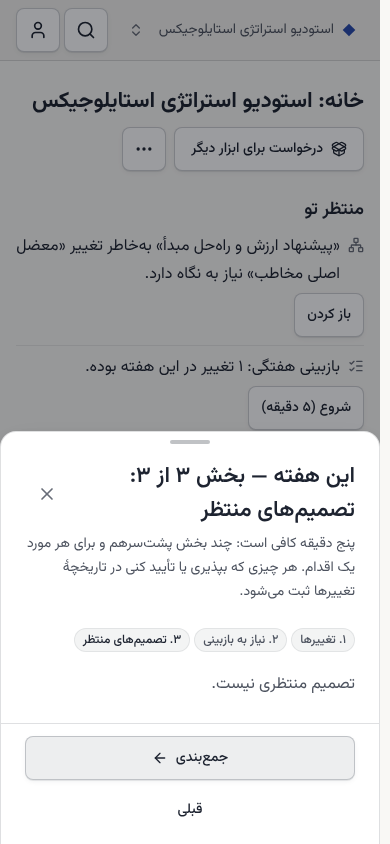 استودیو استراتژی استایلوجیکس
خانه: استودیو استراتژی استایلوجیکس
درخواست برای ابزار دیگر
منتظر تو
«پیشنهاد ارزش و راه‌حل مبدأ» به‌خاطر تغییر «معضل
اصلی مخاطب» نیاز به نگاه دارد.
باز کردن
بازبینی هفتگی: ۱ تغییر در این هفته بوده.
شروع (۵ دقیقه)
این هفته — بخش ۳ از ۳:
تصمیم‌های منتظر
پنج دقیقه کافی است: چند بخش پشت‌سرهم و برای هر مورد
یک اقدام. هر چیزی که بپذیری یا تأیید کنی در تاریخچهٔ
تغییرها ثبت می‌شود.
۱. تغییرها
۲. نیاز به بازبینی
۳. تصمیم‌های منتظر
تصمیم منتظری نیست.
جمع‌بندی
قبلی